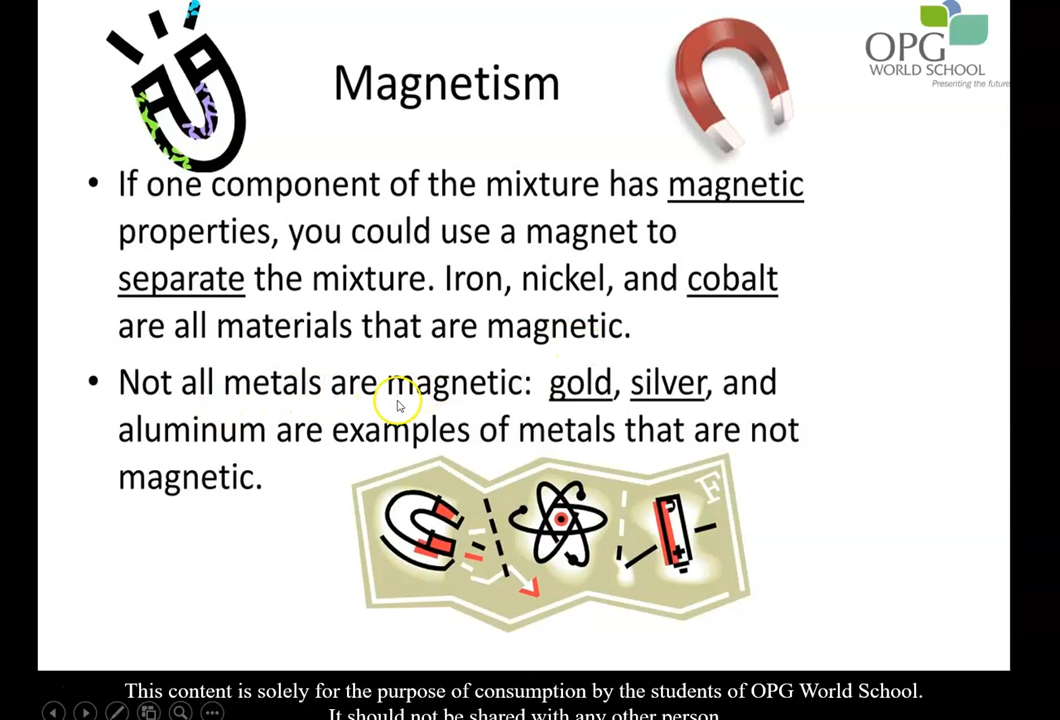 OPG
WORLD SCHOOL
Presenting the future
Magnetism
• If one component of the mixture has magnetic
properties, you could use a magnet to
separate the mixture. Iron, nickel, and cobalt
are all materials that are magnetic.
• Not all metals are magnetic: gold, silver, and
aluminum are examples of metals that are not
magnetic.
F
This content is solely for the purpose of consumption by the students of OPG World School.
It should not be shared with any other person